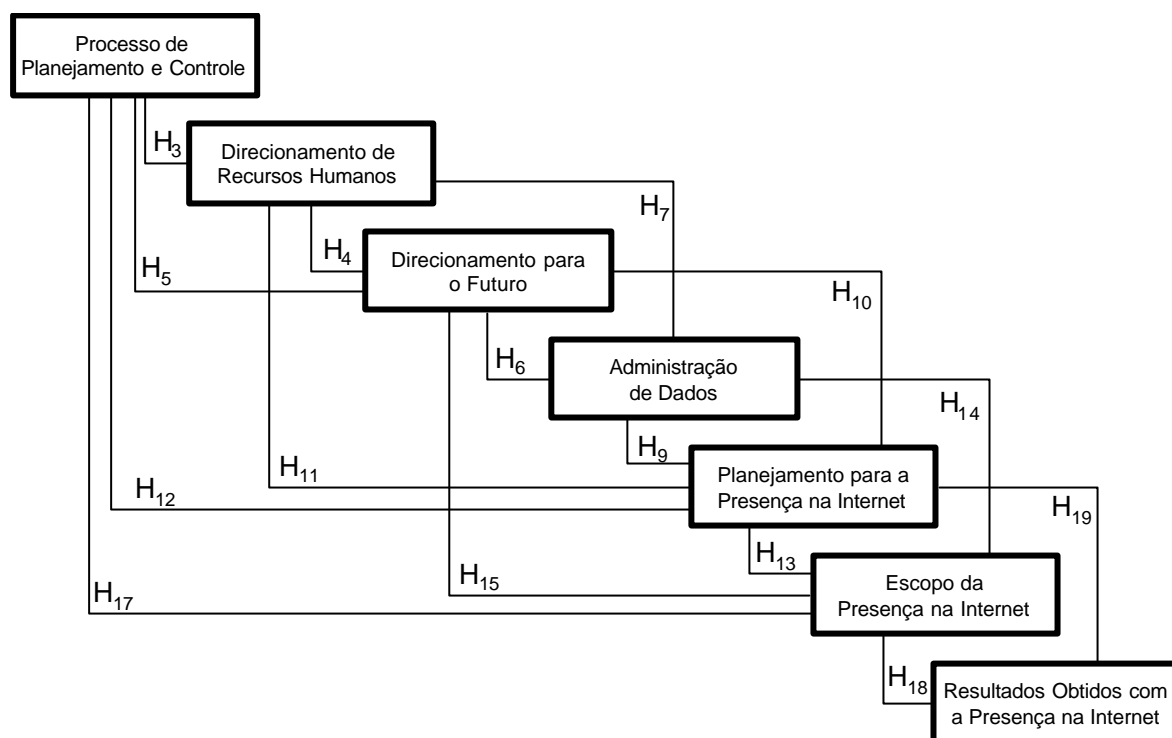 Processo de
Planejamento e Controle
H3
Direcionamento de
Recursos Humanos
H7
H4
H5
Direcionamento para
o Futuro
H10
H6
Administração
de Dados
H14
H9
H11
H12
Planejamento para a
Presença na Internet
H19
H13
H15
H17
Escopo da
Presença na Internet
H18
Resultados Obtidos com
a Presença na Internet